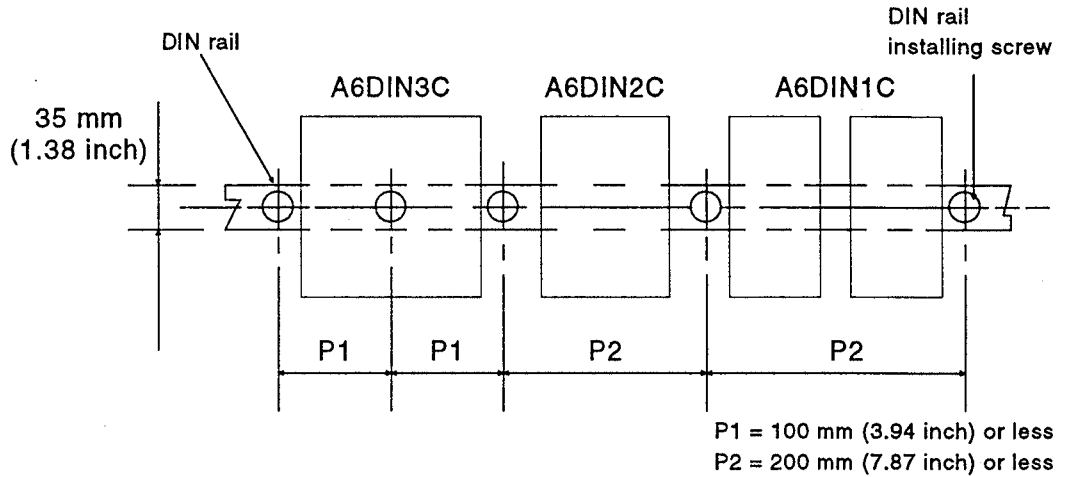 DIN rail
DIN rail
installing screw
A6DIN3C
A6DIN2C
A6DIN1C
35 mm
(1.38 inch)
P1
P1
P2
P2
P1 = 100 mm (3.94 inch) or less
P2 = 200 mm (7.87 inch) or less